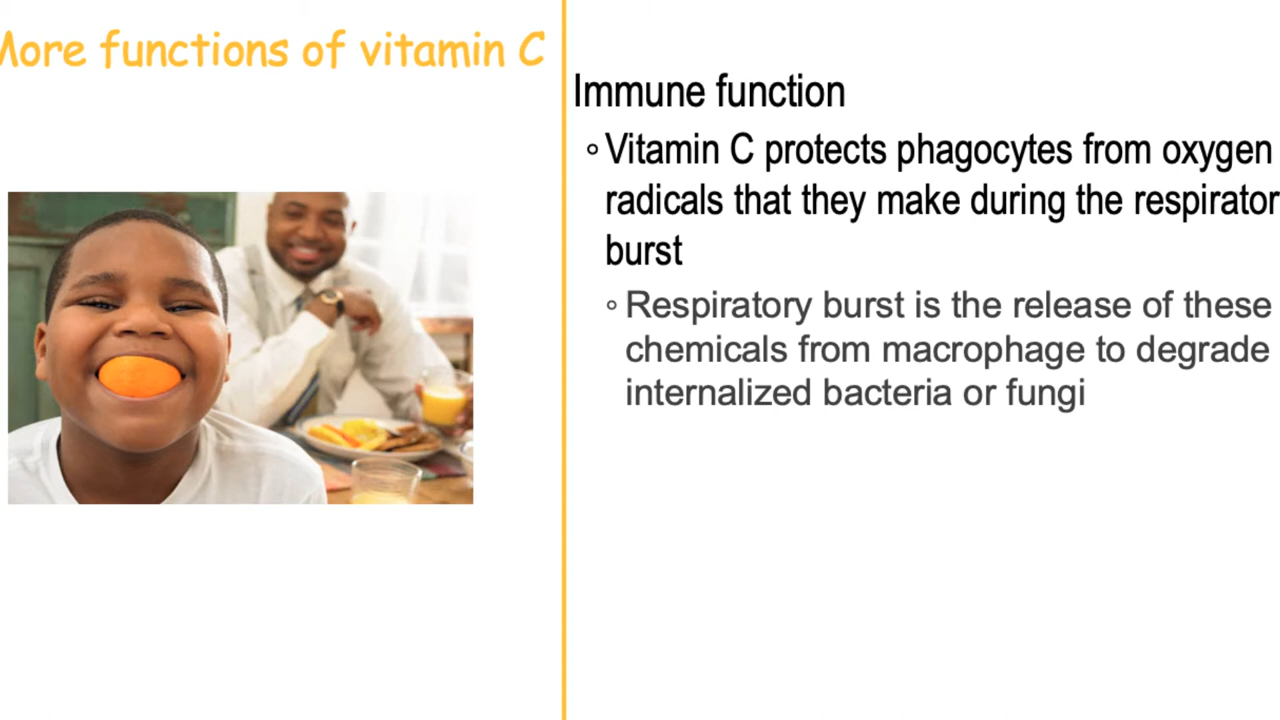 More functions of vitamin C
Immune function
◦ Vitamin C protects phagocytes from oxygen
radicals that they make during the respirator
burst
◦ Respiratory burst is the release of these
chemicals from macrophage to degrade
internalized bacteria or fungi